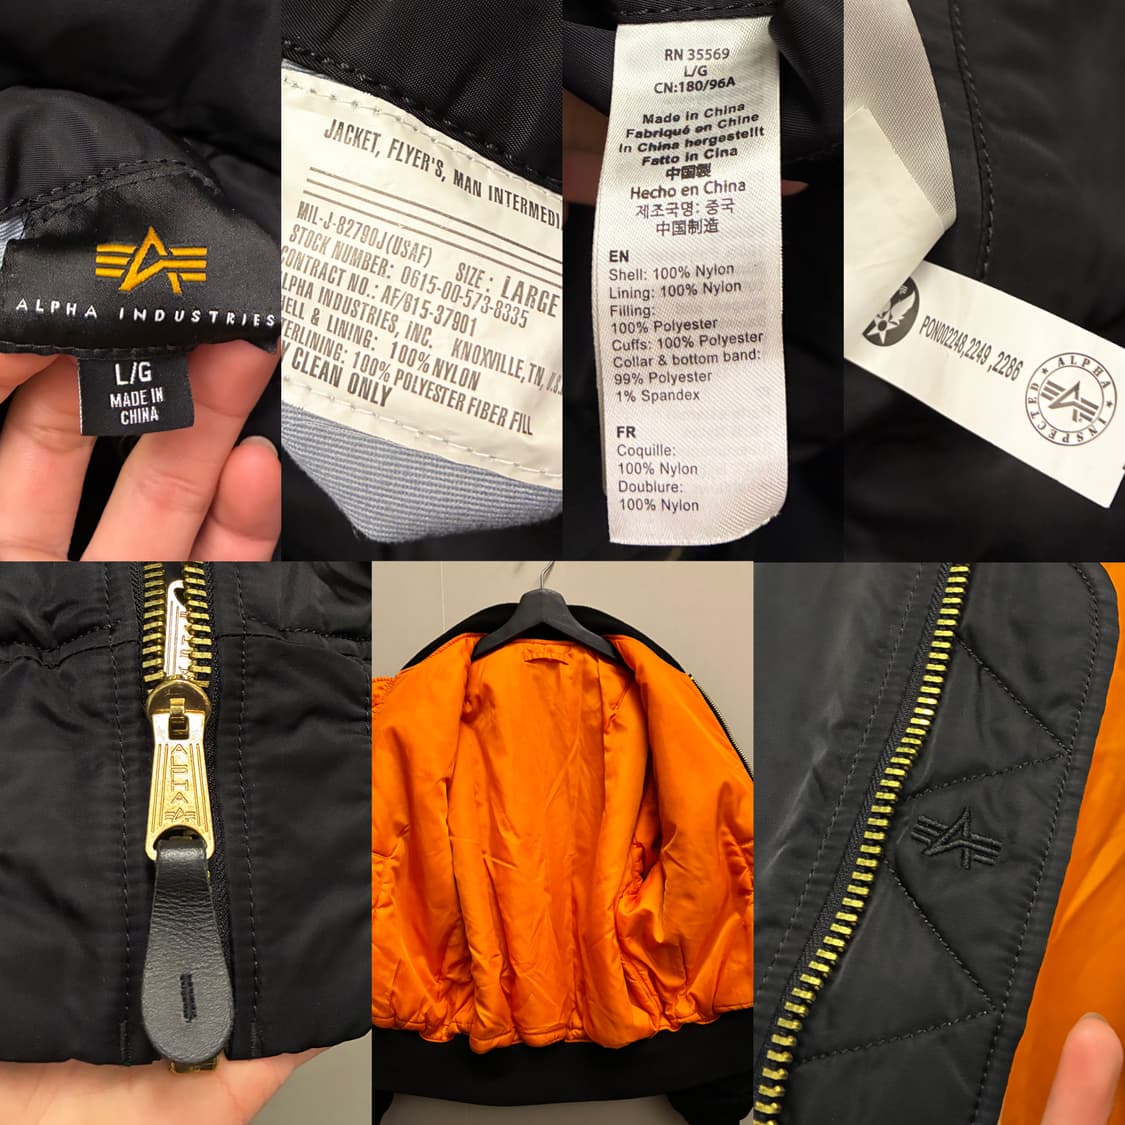 ALPHA INDUSTRIES
L/G
MADE IN
CHINA
JACKET, FLYER'S, MAN INTERMEDI
MIL-J-82790J(USAF) SIZE: LARGE
STOCK NUMBER: 0615-00-573-8335
CONTRACT NO.: AF/815-37901
ALPHA INDUSTRIES, INC. KNOXVILLE, TN, U.S.
HELL & LINING: 100% NYLON
TERLINING: 100% POLYESTER FIBER FILL
Y CLEAN ONLY
RN 35569
L/G
CN:180/96A
Made in China
Fabriqué en Chine
In China hergestellt
Fatto in Cina
中国製
Hecho en China
제조국명: 중국
中国制造
EN
Shell: 100% Nylon
Lining: 100% Nylon
Filling:
100% Polyester
Cuffs: 100% Polyester
Collar & bottom band:
99% Polyester
1% Spandex
FR
Coquille:
100% Nylon
Doublure:
100% Nylon
PON002248,2249 ,2286
ALPHA
INSPECTED
ALPHA